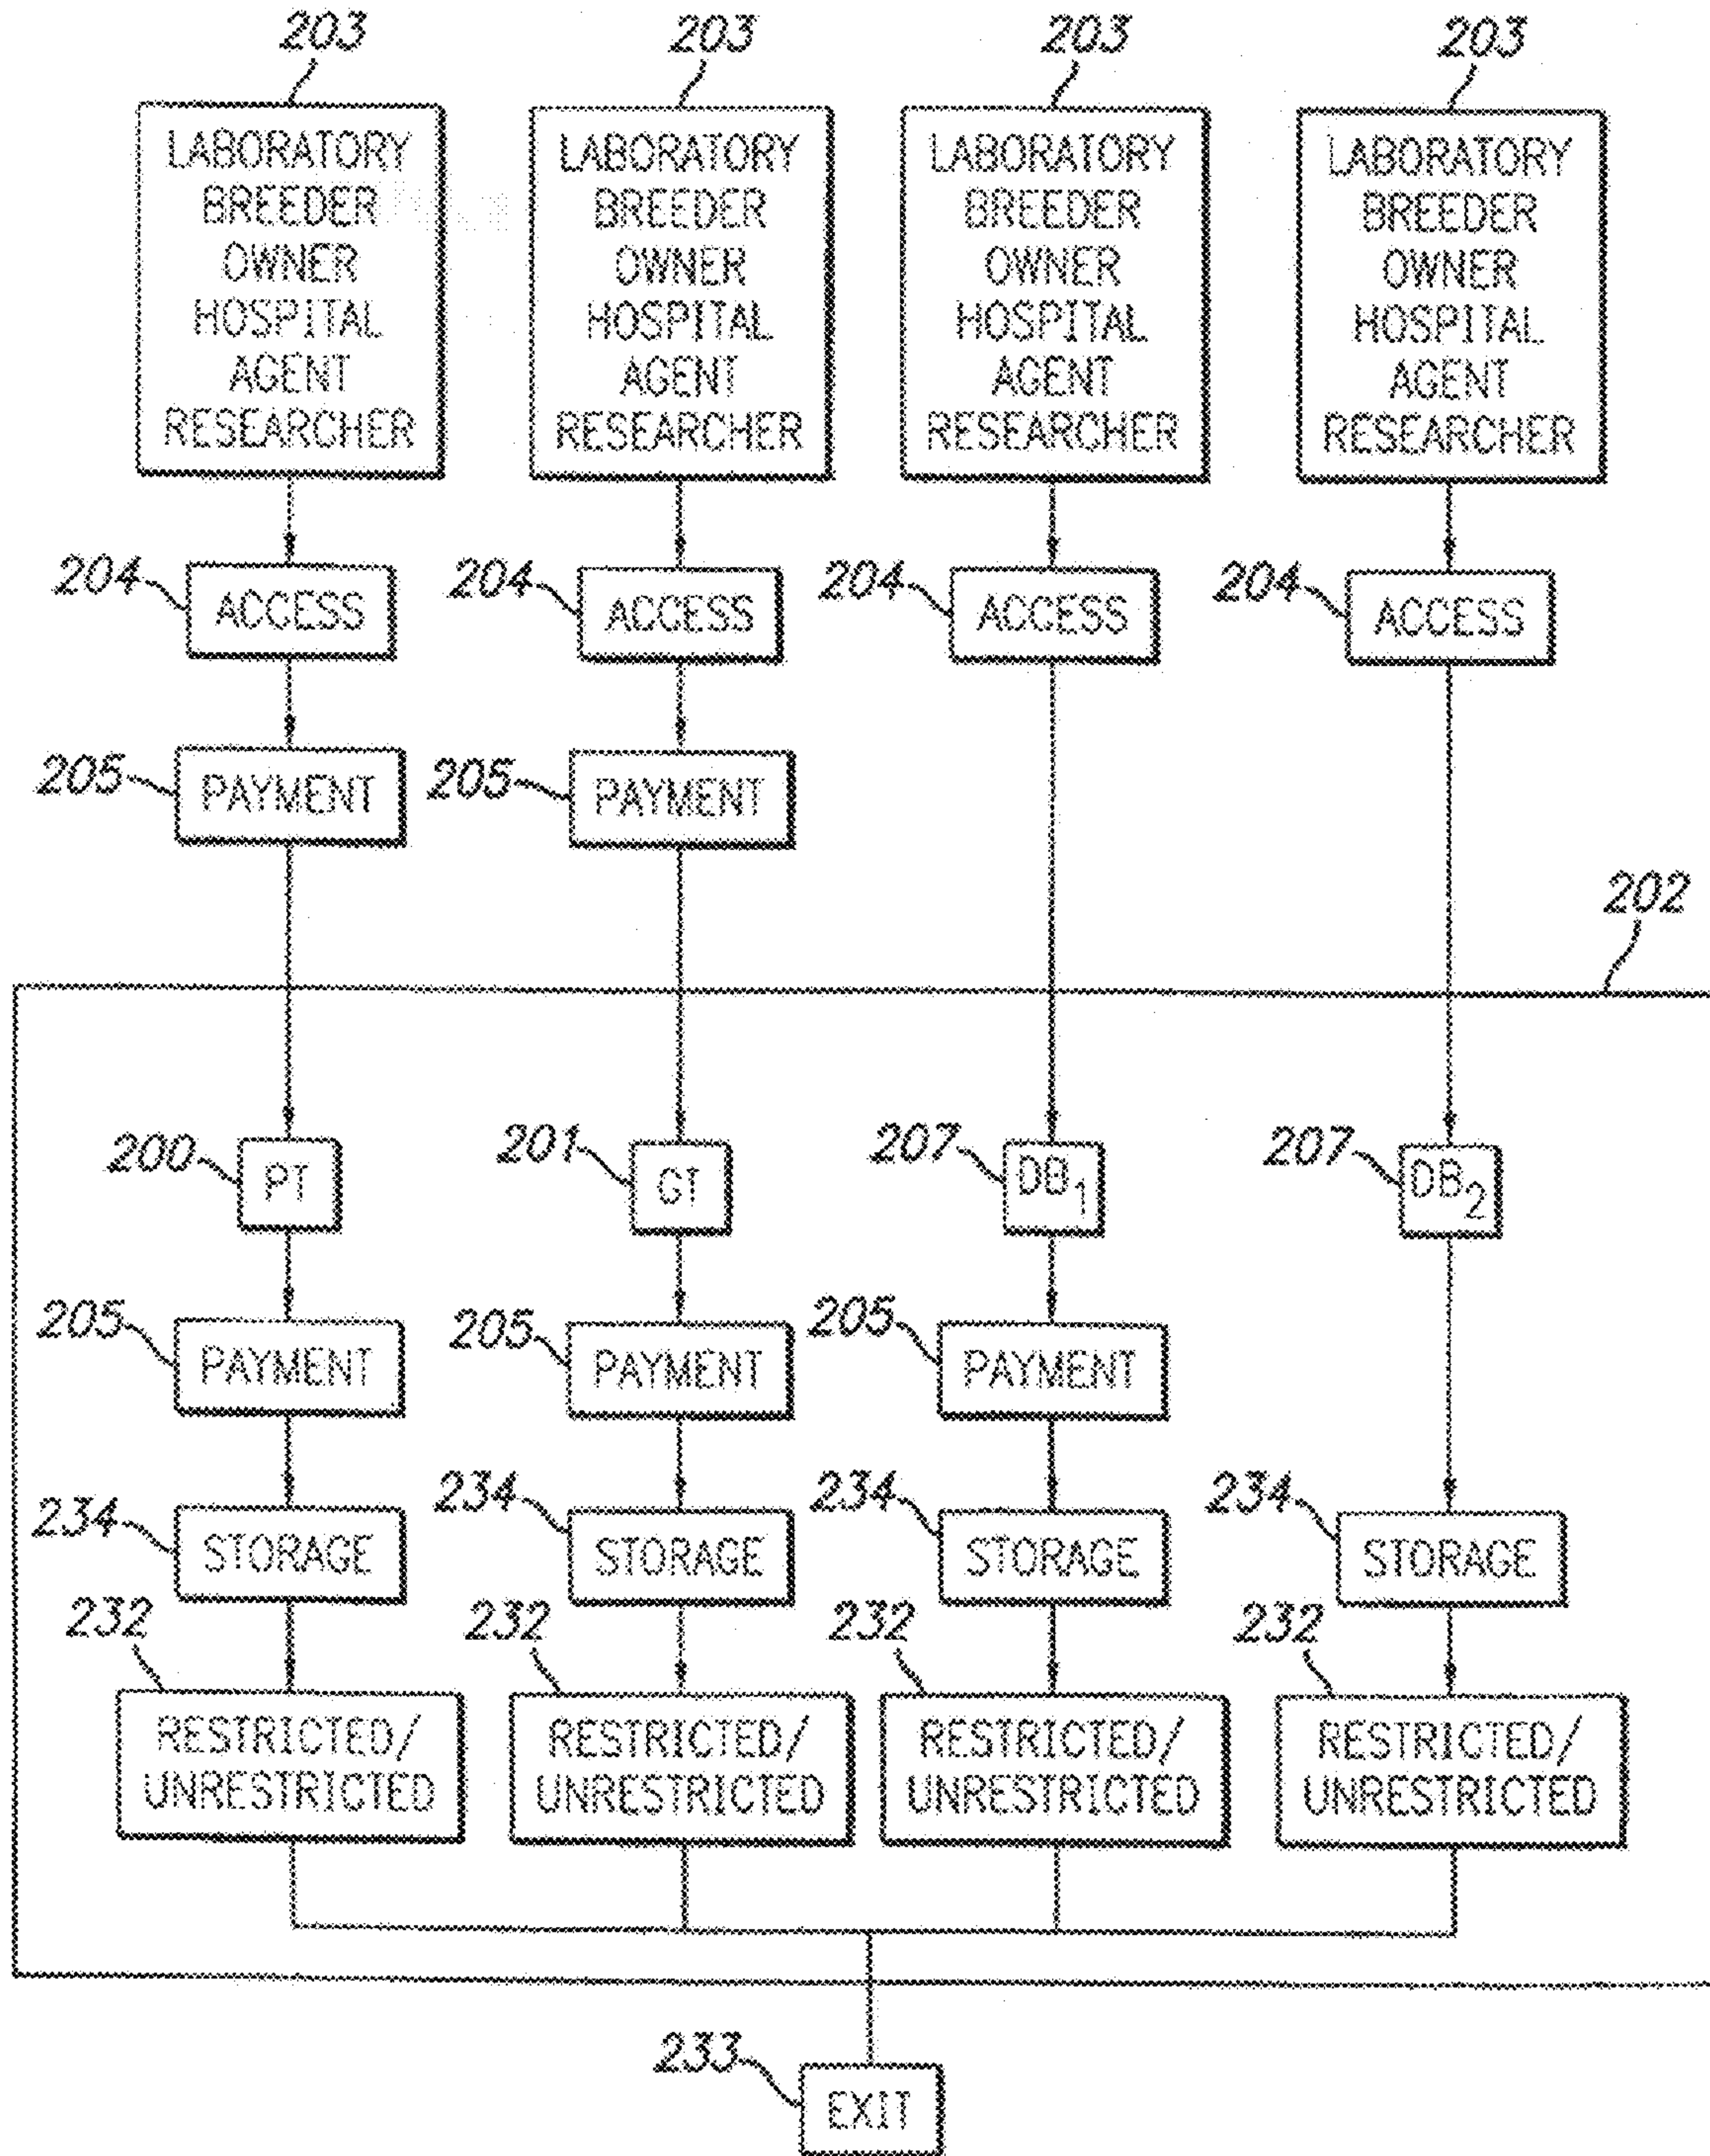 203 203 203 203
LABORATORY LABORATORY LABORATORY LABORATORY
BREEDER BREEDER BREEDER BREEDER
OWNER OWNER OWNER OWNER
HOSPITAL HOSPITAL HOSPITAL HOSPITAL
AGENT AGENT AGENT AGENT
RESEARCHER RESEARCHER RESEARCHER RESEARCHER
204 ACCESS 204 ACCESS 204 ACCESS 204 ACCESS
205 PAYMENT 205 PAYMENT
202
200 PT 201 GT 207 DB1 207 DB2
205 PAYMENT 205 PAYMENT 205 PAYMENT
234 STORAGE 234 STORAGE 234 STORAGE 234 STORAGE
232 232 232 232
RESTRICTED/ RESTRICTED/ RESTRICTED/ RESTRICTED/
UNRESTRICTED UNRESTRICTED UNRESTRICTED UNRESTRICTED
233 EXIT